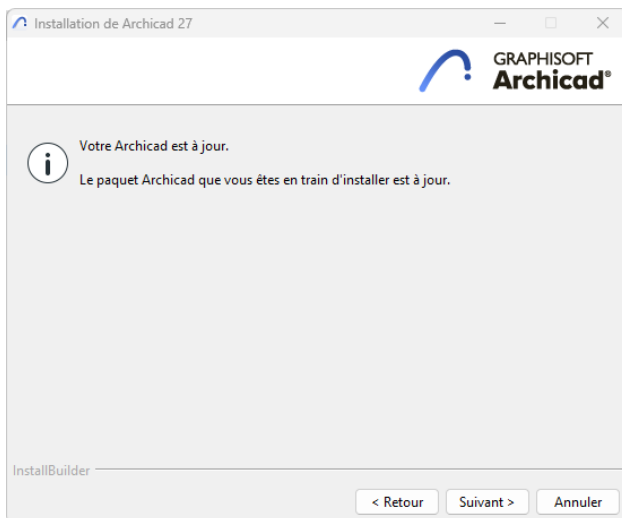 Installation de Archicad 27
GRAPHISOFT
Archicad®
Votre Archicad est à jour.
Le paquet Archicad que vous êtes en train d'installer est à jour.
InstallBuilder
< Retour
Suivant >
Annuler